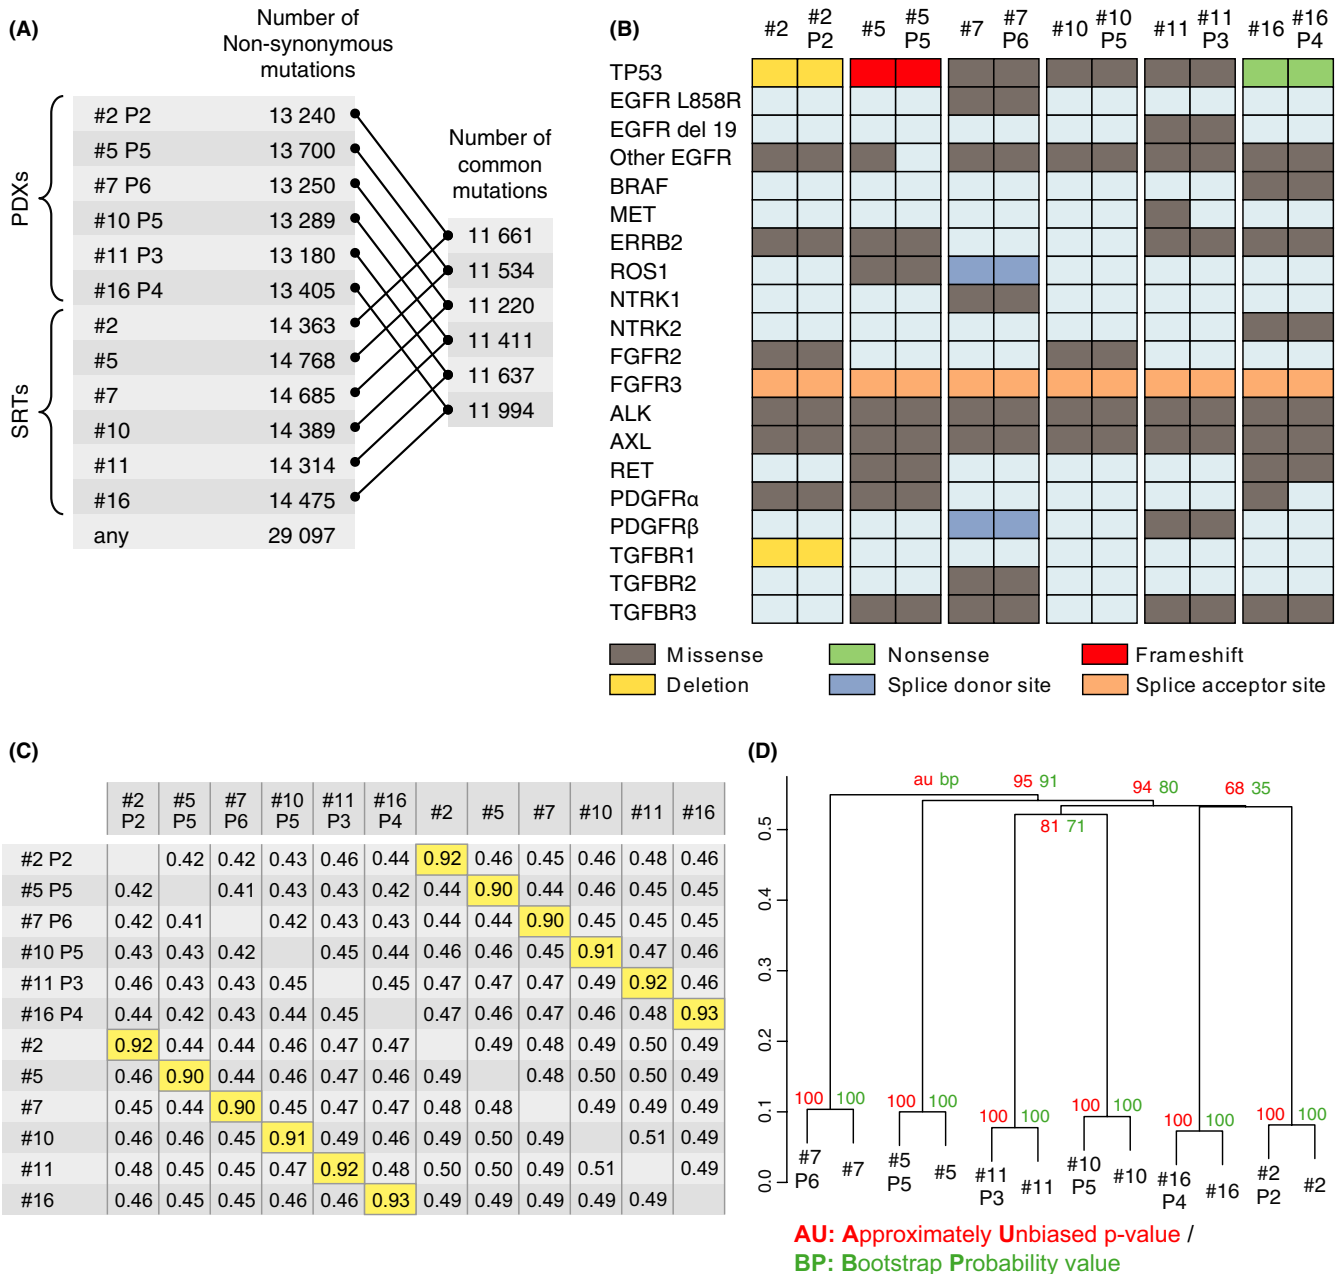 (A)
Number of
Non-synonymous
mutations
PDXs
#2 P2 13 240
#5 P5 13 700
#7 P6 13 250
#10 P5 13 289
#11 P3 13 180
#16 P4 13 405
SRTs
#2 14 363
#5 14 768
#7 14 685
#10 14 389
#11 14 314
#16 14 475
any 29 097
Number of
common
mutations
11 661
11 534
11 220
11 411
11 637
11 994
(B)
#2 #2 P2 #5 #5 P5 #7 #7 P6 #10 #10 P5 #11 #11 P3 #16 #16 P4
TP53
EGFR L858R
EGFR del 19
Other EGFR
BRAF
MET
ERRB2
ROS1
NTRK1
NTRK2
FGFR2
FGFR3
ALK
AXL
RET
PDGFRα
PDGFRβ
TGFBR1
TGFBR2
TGFBR3
Missense Nonsense Frameshift
Deletion Splice donor site Splice acceptor site
(C)
#2 P2 #5 P5 #7 P6 #10 P5 #11 P3 #16 P4 #2 #5 #7 #10 #11 #16
#2 P2 0.42 0.42 0.43 0.46 0.44 0.92 0.46 0.45 0.46 0.48 0.46
#5 P5 0.42 0.41 0.43 0.43 0.42 0.44 0.90 0.44 0.46 0.45 0.45
#7 P6 0.42 0.41 0.42 0.43 0.43 0.44 0.44 0.90 0.45 0.45 0.45
#10 P5 0.43 0.43 0.42 0.45 0.44 0.46 0.46 0.45 0.91 0.47 0.46
#11 P3 0.46 0.43 0.43 0.45 0.45 0.47 0.47 0.47 0.49 0.92 0.46
#16 P4 0.44 0.42 0.43 0.44 0.45 0.47 0.46 0.47 0.46 0.48 0.93
#2 0.92 0.44 0.44 0.46 0.47 0.47 0.49 0.48 0.49 0.50 0.49
#5 0.46 0.90 0.44 0.46 0.47 0.46 0.49 0.48 0.50 0.50 0.49
#7 0.45 0.44 0.90 0.45 0.47 0.47 0.48 0.48 0.49 0.49 0.49
#10 0.46 0.46 0.45 0.91 0.49 0.46 0.49 0.50 0.49 0.51 0.49
#11 0.48 0.45 0.45 0.47 0.92 0.48 0.50 0.50 0.49 0.51 0.49
#16 0.46 0.45 0.45 0.46 0.46 0.93 0.49 0.49 0.49 0.49 0.49
(D)
au bp 95 91 94 80 68 35
81 71
0.5
0.4
0.3
0.2
0.1
0.0
100 100 100 100 100 100 100 100 100 100 100 100
#7 P6 #7 #5 P5 #5 #11 P3 #11 #10 P5 #10 #16 P4 #16 #2 P2 #2
AU: Approximately Unbiased p-value /
BP: Bootstrap Probability value